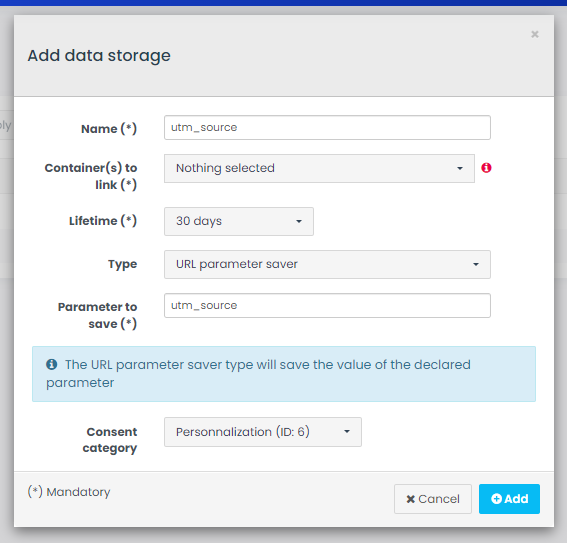 ×
Add data storage
Name (*)
utm_source
Container(s) to
link (*)
Nothing selected
Lifetime (*)
30 days
Type
URL parameter saver
Parameter to
save (*)
utm_source
The URL parameter saver type will save the value of the declared
parameter
Consent
category
Personnalization (ID: 6)
(*) Mandatory
Cancel
Add